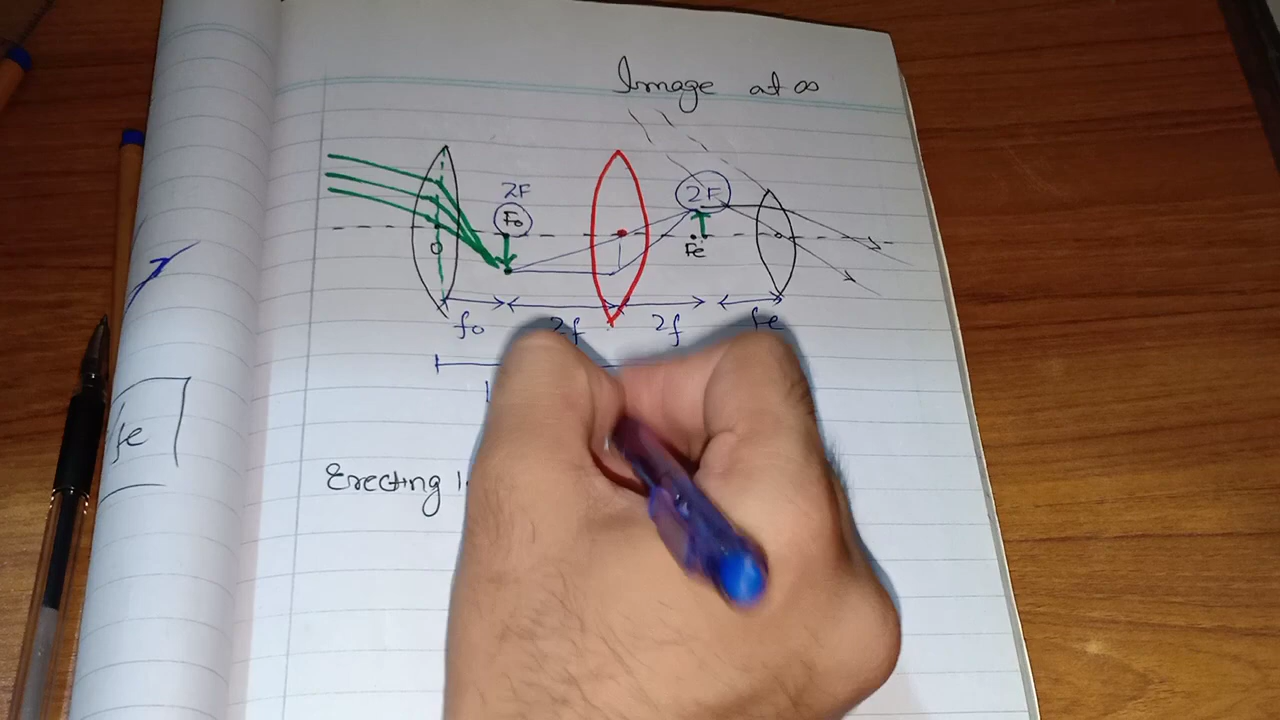 Image at ∞
2F 2F
Fo
O Fe
fo 2f 2f fe
fe
Erecting